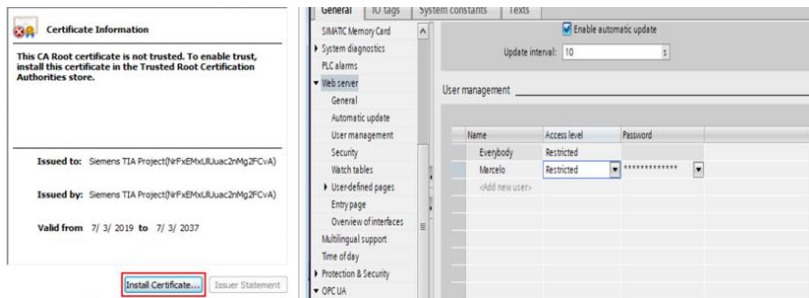 Certificate Information
This CA Root certificate is not trusted. To enable trust,
install this certificate in the Trusted Root Certification
Authorities store.
Issued to: Siemens TIA Project(NrFxEMxUlUuac2nMg2FCvA)
Issued by: Siemens TIA Project(NrFxEMxUlUuac2nMg2FCvA)
Valid from 7/ 3/ 2019 to 7/ 3/ 2037
Install Certificate...
Issuer Statement
General IO tags System constants Texts
SIMATIC Memory Card
System diagnostics
PLC alarms
Web server
General
Automatic update
User management
Security
Watch tables
User-defined pages
Entry page
Overview of interfaces
Multilingual support
Time of day
Protection & Security
OPC UA
Enable automatic update
Update interval: 10 s
User management
Name Access level Password
Everybody Restricted
Marcelo Restricted *************
<Add new user>